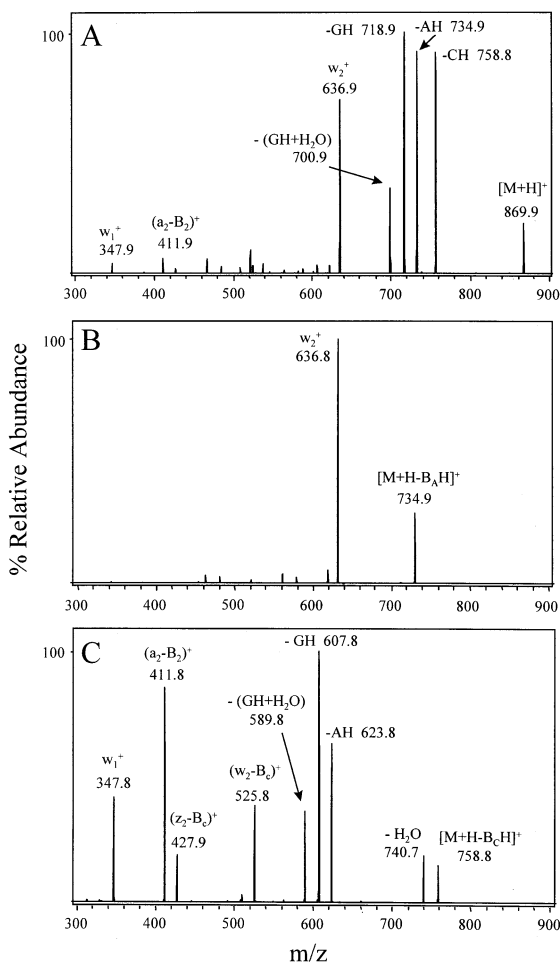 % Relative Abundance
A
100
-GH 718.9
-AH 734.9
-CH 758.8
w₂⁺
636.9
- (GH+H₂O)
700.9
[M+H]⁺
869.9
w₁⁺
347.9
(a₂-B₂)⁺
411.9
300 400 500 600 700 800 900
B
100
w₂⁺
636.8
[M+H-B_AH]⁺
734.9
300 400 500 600 700 800 900
C
100
- GH 607.8
(a₂-B₂)⁺
411.8
- (GH+H₂O)
589.8
-AH 623.8
w₁⁺
347.8
(w₂-B_c)⁺
525.8
(z₂-B_c)⁺
427.9
- H₂O
740.7
[M+H-B_CH]⁺
758.8
300 400 500 600 700 800 900
m/z